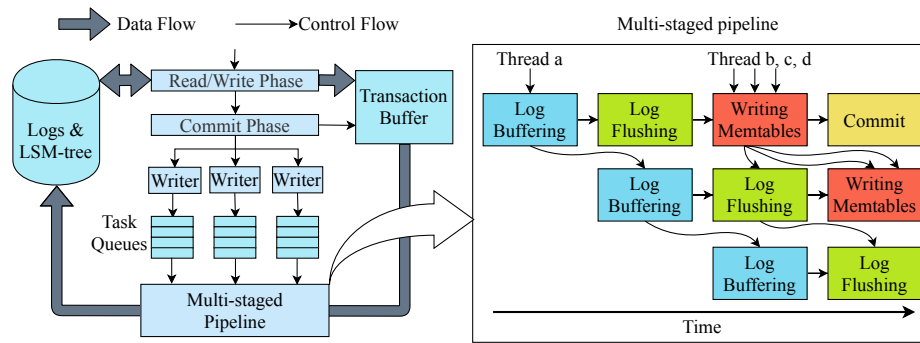 Data Flow
Control Flow
Logs &
LSM-tree
Read/Write Phase
Commit Phase
Transaction
Buffer
Writer
Writer
Writer
Task
Queues
Multi-staged
Pipeline
Multi-staged pipeline
Thread a
Thread b, c, d
Log
Buffering
Log
Flushing
Writing
Memtables
Commit
Log
Buffering
Log
Flushing
Writing
Memtables
Log
Buffering
Log
Flushing
Time